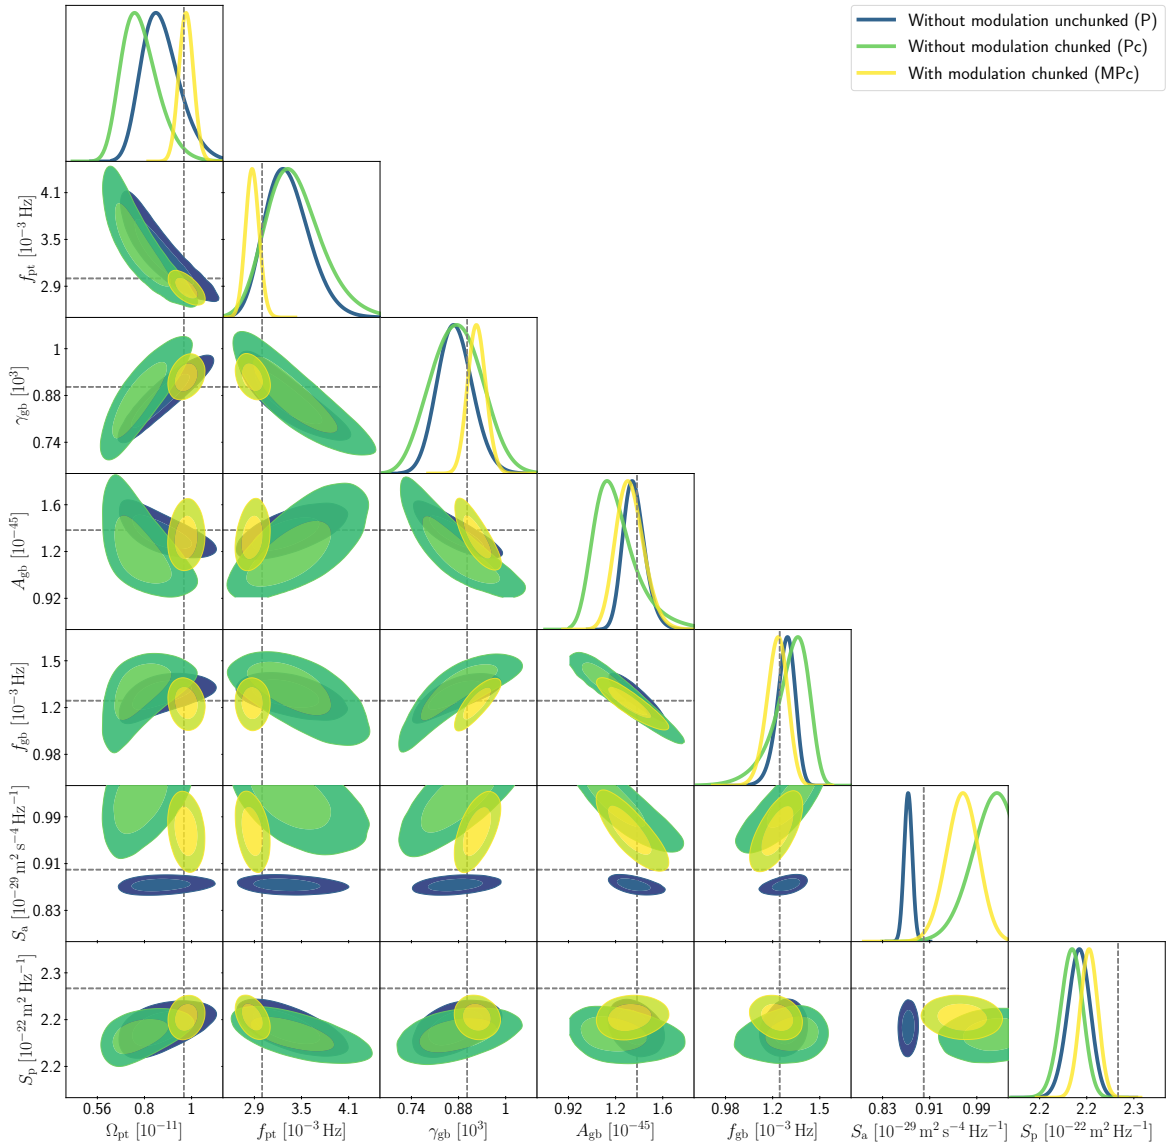 Without modulation unchunked (P)
Without modulation chunked (Pc)
With modulation chunked (MPc)
4.1
3.5
2.9
f_pt [10^−3 Hz]
1
0.88
0.74
γ_gb [10^3]
1.6
1.2
0.92
A_gb [10^−45]
1.5
1.2
0.98
f_gb [10^−3 Hz]
0.99
0.91
0.83
S_a [10^−29 m^2 s^−4 Hz^−1]
2.3
2.2
2.2
S_p [10^−22 m^2 Hz^−1]
0.56 0.8 1
2.9 3.5 4.1
0.74 0.88 1
0.92 1.2 1.6
0.98 1.2 1.5
0.83 0.91 0.99
2.2 2.2 2.3
Ω_pt [10^−11]
f_pt [10^−3 Hz]
γ_gb [10^3]
A_gb [10^−45]
f_gb [10^−3 Hz]
S_a [10^−29 m^2 s^−4 Hz^−1]
S_p [10^−22 m^2 Hz^−1]